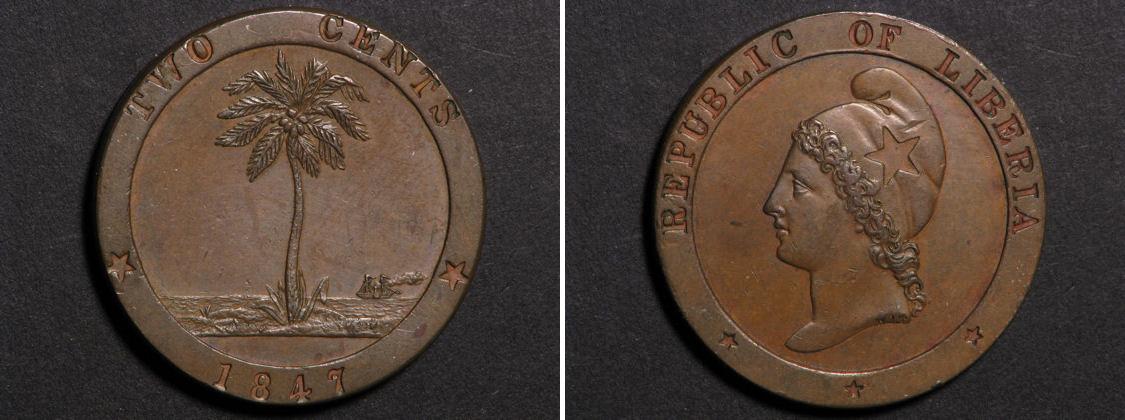 TWO CENTS
1847
REPUBLIC OF LIBERIA